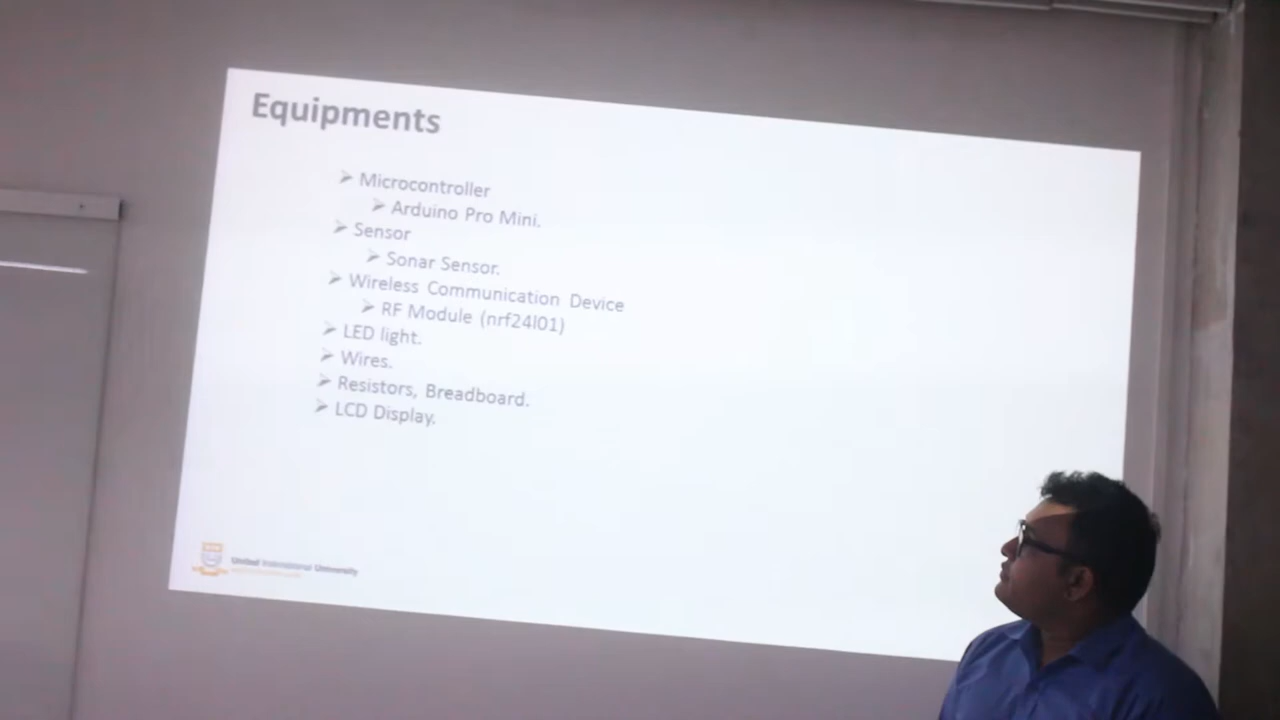 Equipments
➢ Microcontroller
➢ Arduino Pro Mini.
➢ Sensor
➢ Sonar Sensor.
➢ Wireless Communication Device
➢ RF Module (nrf24l01)
➢ LED light.
➢ Wires.
➢ Resistors, Breadboard.
➢ LCD Display.
United International University